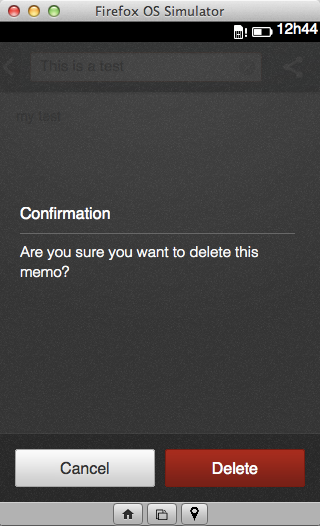 Firefox OS Simulator
12h44
This is a test
my test
Confirmation
Are you sure you want to delete this
memo?
Cancel
Delete